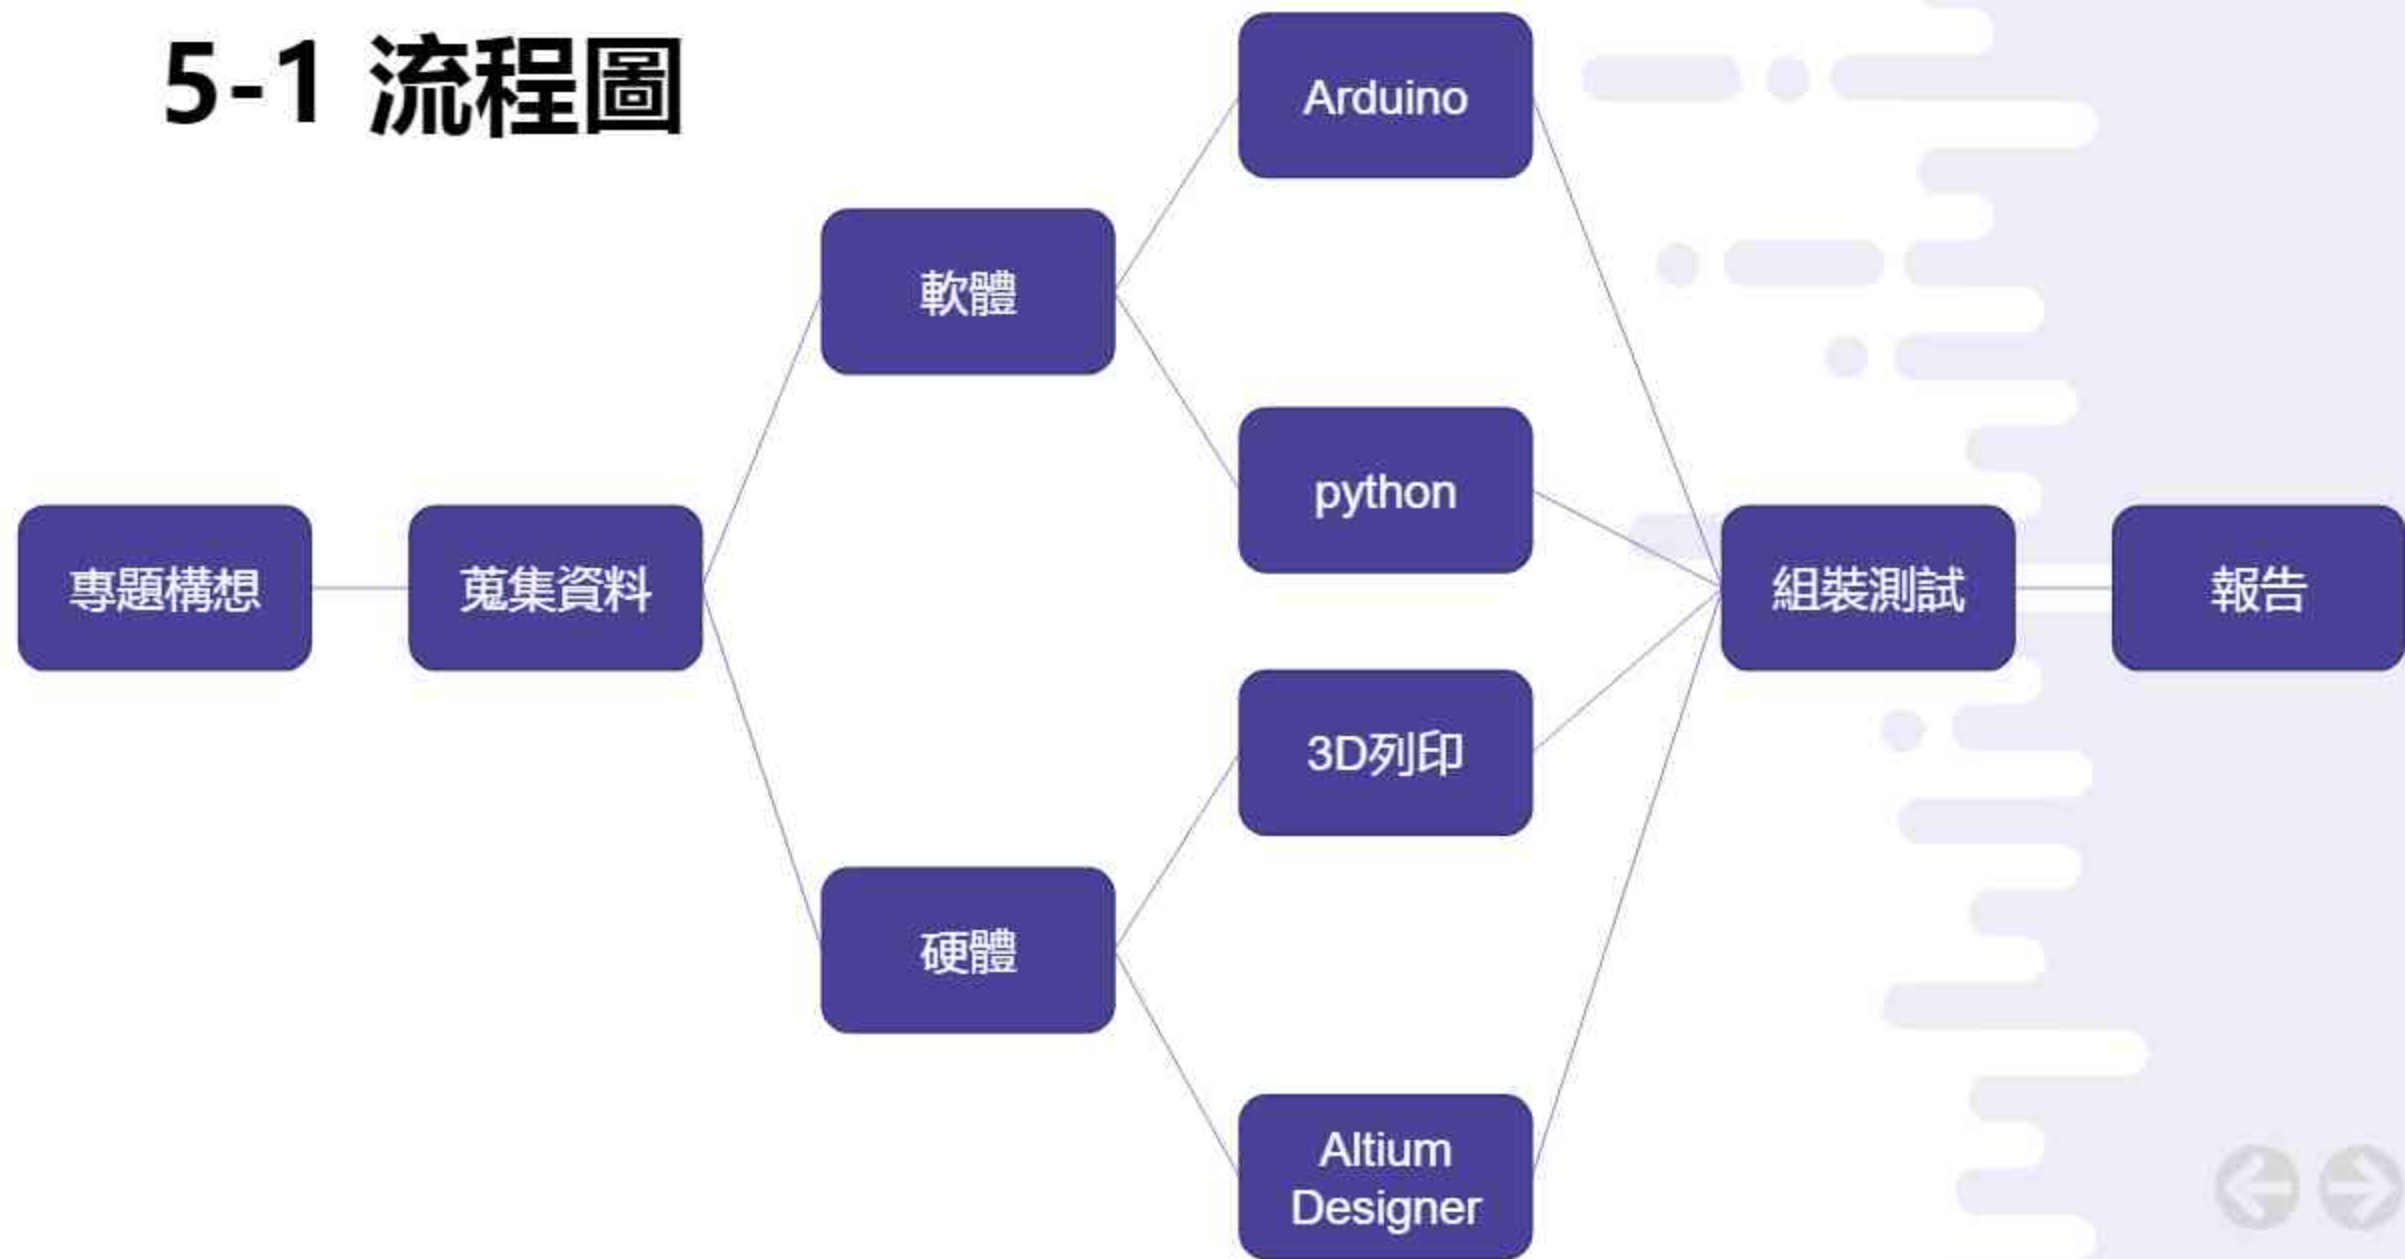 5-1 流程圖
專題構想
蒐集資料
軟體
硬體
Arduino
python
3D列印
Altium
Designer
組裝測試
報告